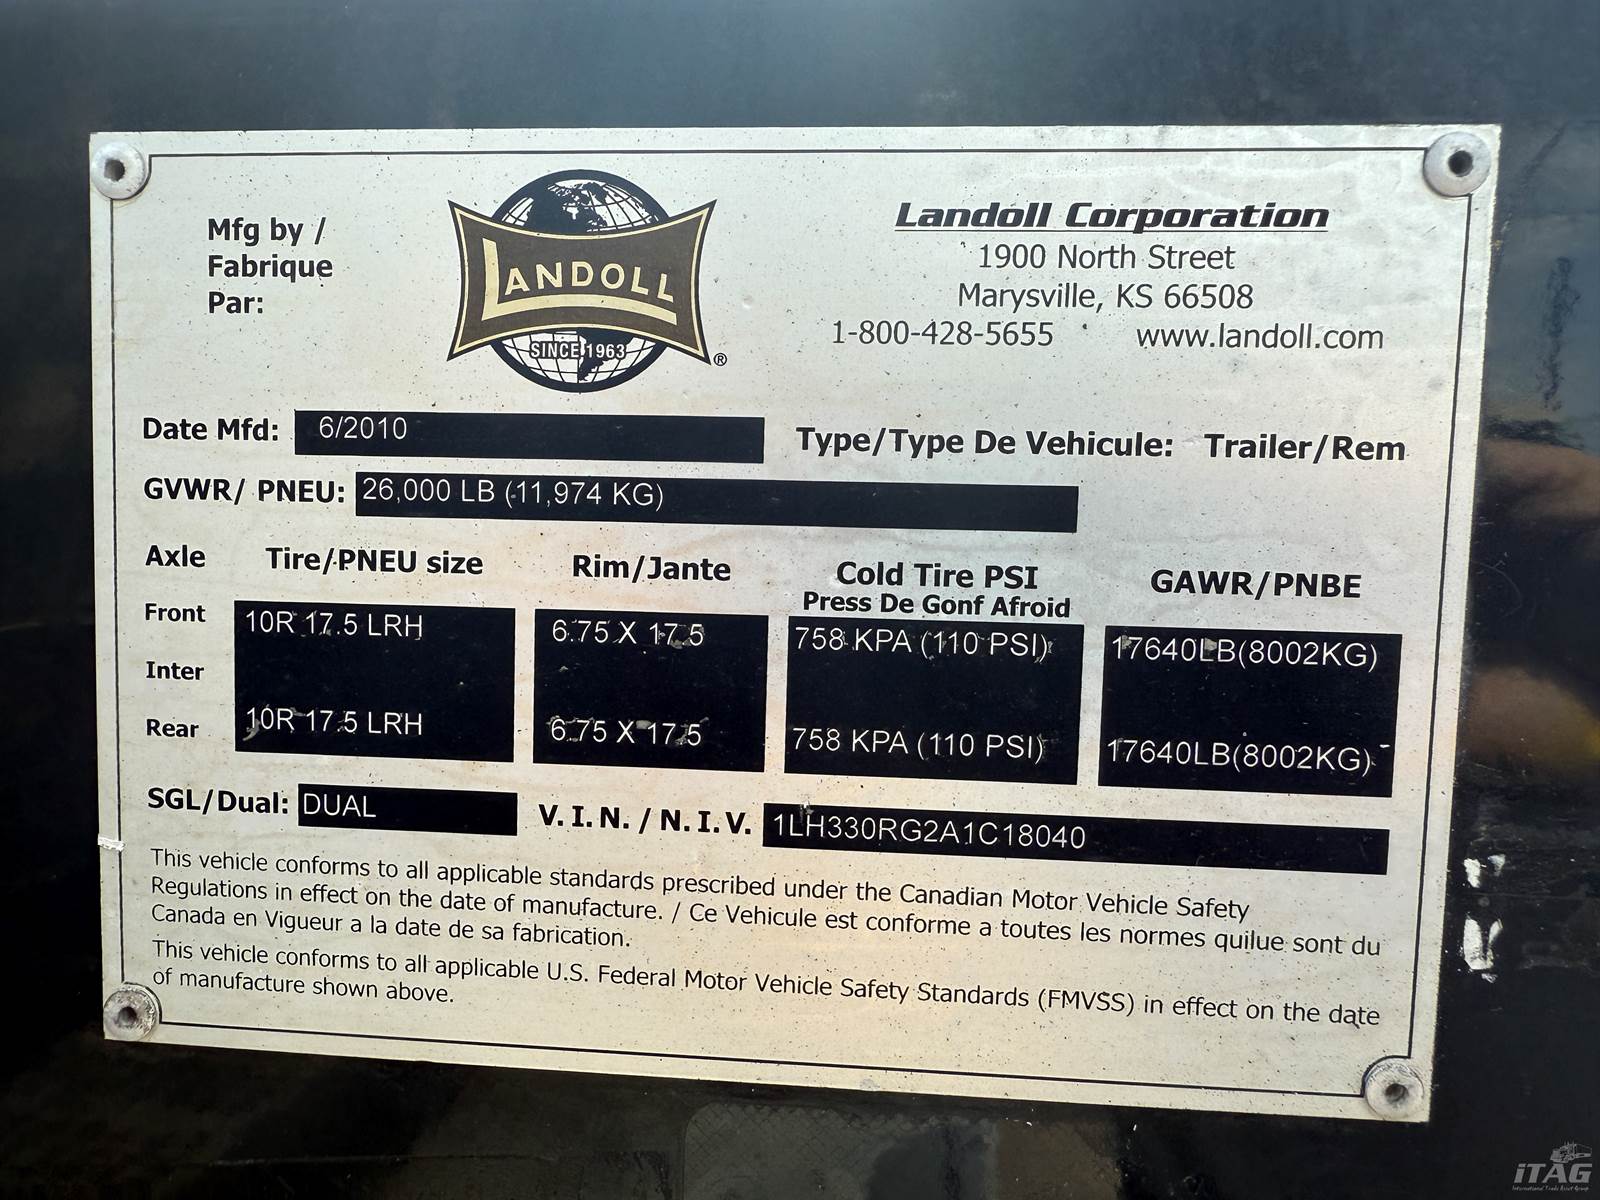 Mfg by /
Fabrique
Par:
LANDOLL
SINCE 1963
®
Landoll Corporation
1900 North Street
Marysville, KS 66508
1-800-428-5655 www.landoll.com
Date Mfd: 6/2010 Type/Type De Vehicule: Trailer/Rem
GVWR/ PNEU: 26,000 LB (11,974 KG)
Axle Tire/PNEU size Rim/Jante Cold Tire PSI GAWR/PNBE
Press De Gonf Afroid
Front 10R 17.5 LRH 6.75 X 17.5 758 KPA (110 PSI) 17640LB(8002KG)
Inter
Rear 10R 17.5 LRH 6.75 X 17.5 758 KPA (110 PSI) 17640LB(8002KG)
SGL/Dual: DUAL V.I.N./N.I.V. 1LH330RG2A1C18040
This vehicle conforms to all applicable standards prescribed under the Canadian Motor Vehicle Safety
Regulations in effect on the date of manufacture. / Ce Vehicule est conforme a toutes les normes quilue sont du
Canada en Vigueur a la date de sa fabrication.
This vehicle conforms to all applicable U.S. Federal Motor Vehicle Safety Standards (FMVSS) in effect on the date
of manufacture shown above.
iTAG
International Truck Asset Group